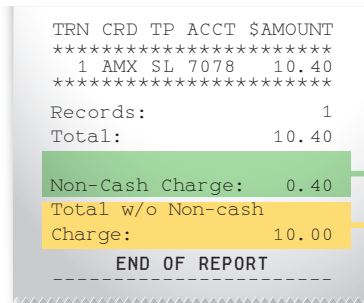 TRN CRD TP ACCT $AMOUNT
***********************
1 AMX SL 7078 10.40
***********************
Records: 1
Total: 10.40
Non-Cash Charge: 0.40
Total w/o Non-cash
Charge: 10.00
END OF REPORT
-----------------------